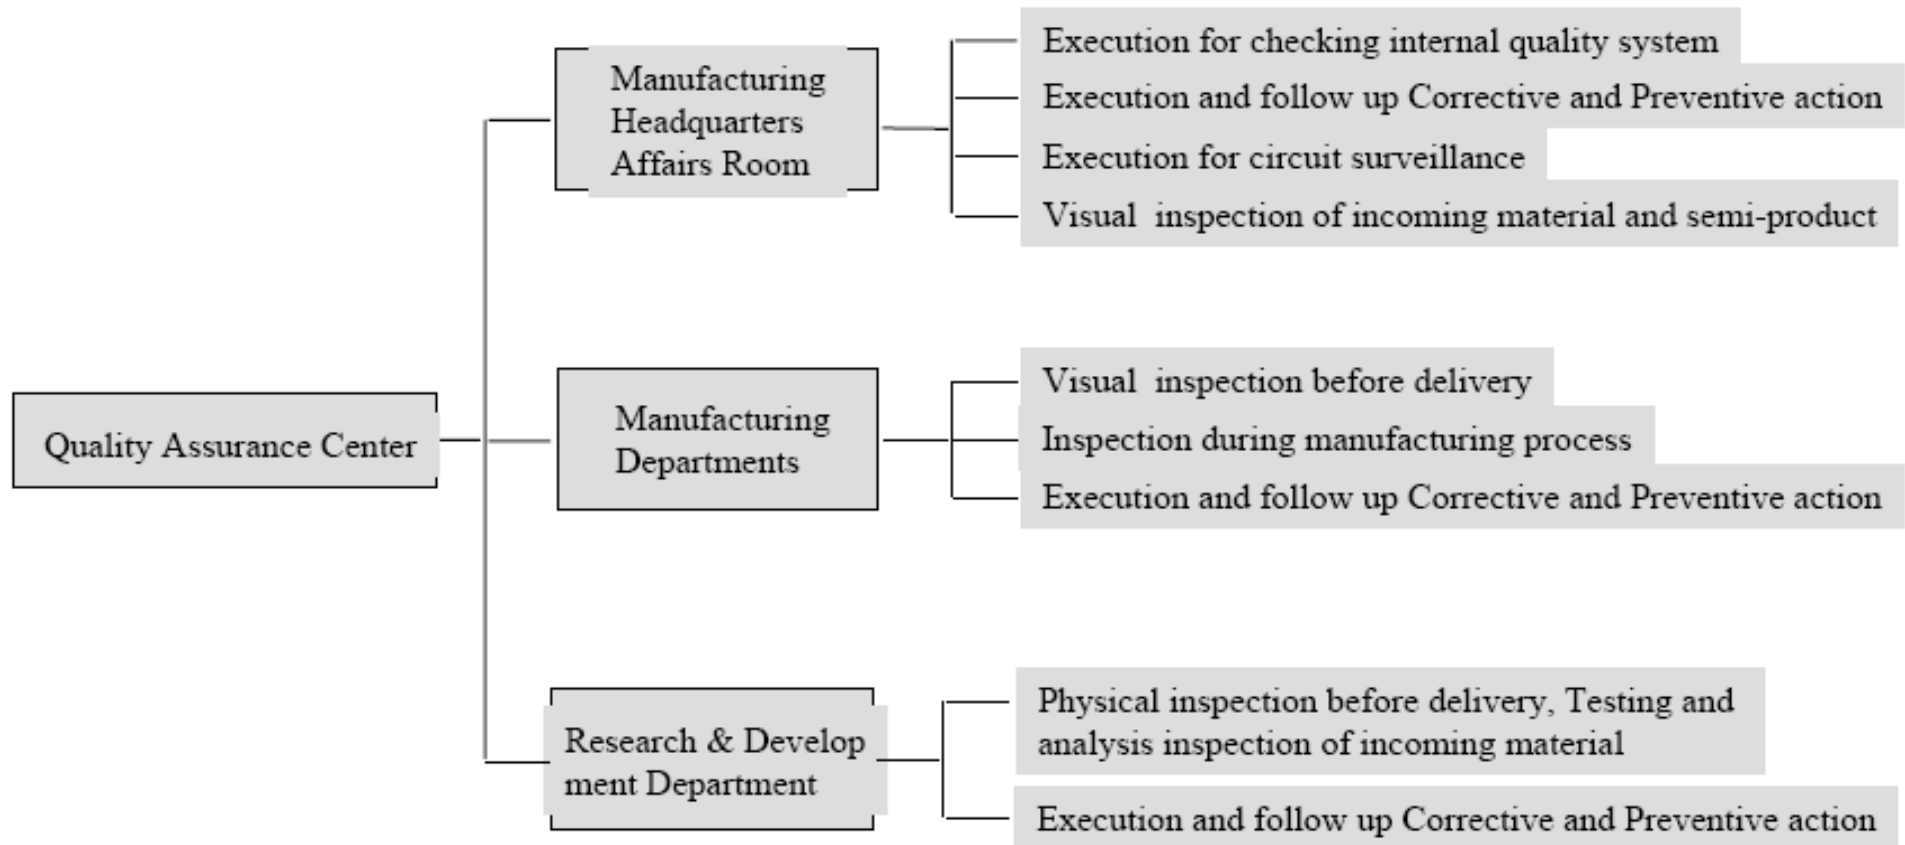 Quality Assurance Center
Manufacturing
Headquarters
Affairs Room
Execution for checking internal quality system
Execution and follow up Corrective and Preventive action
Execution for circuit surveillance
Visual inspection of incoming material and semi-product
Manufacturing
Departments
Visual inspection before delivery
Inspection during manufacturing process
Execution and follow up Corrective and Preventive action
Research & Develop
ment Department
Physical inspection before delivery, Testing and
analysis inspection of incoming material
Execution and follow up Corrective and Preventive action